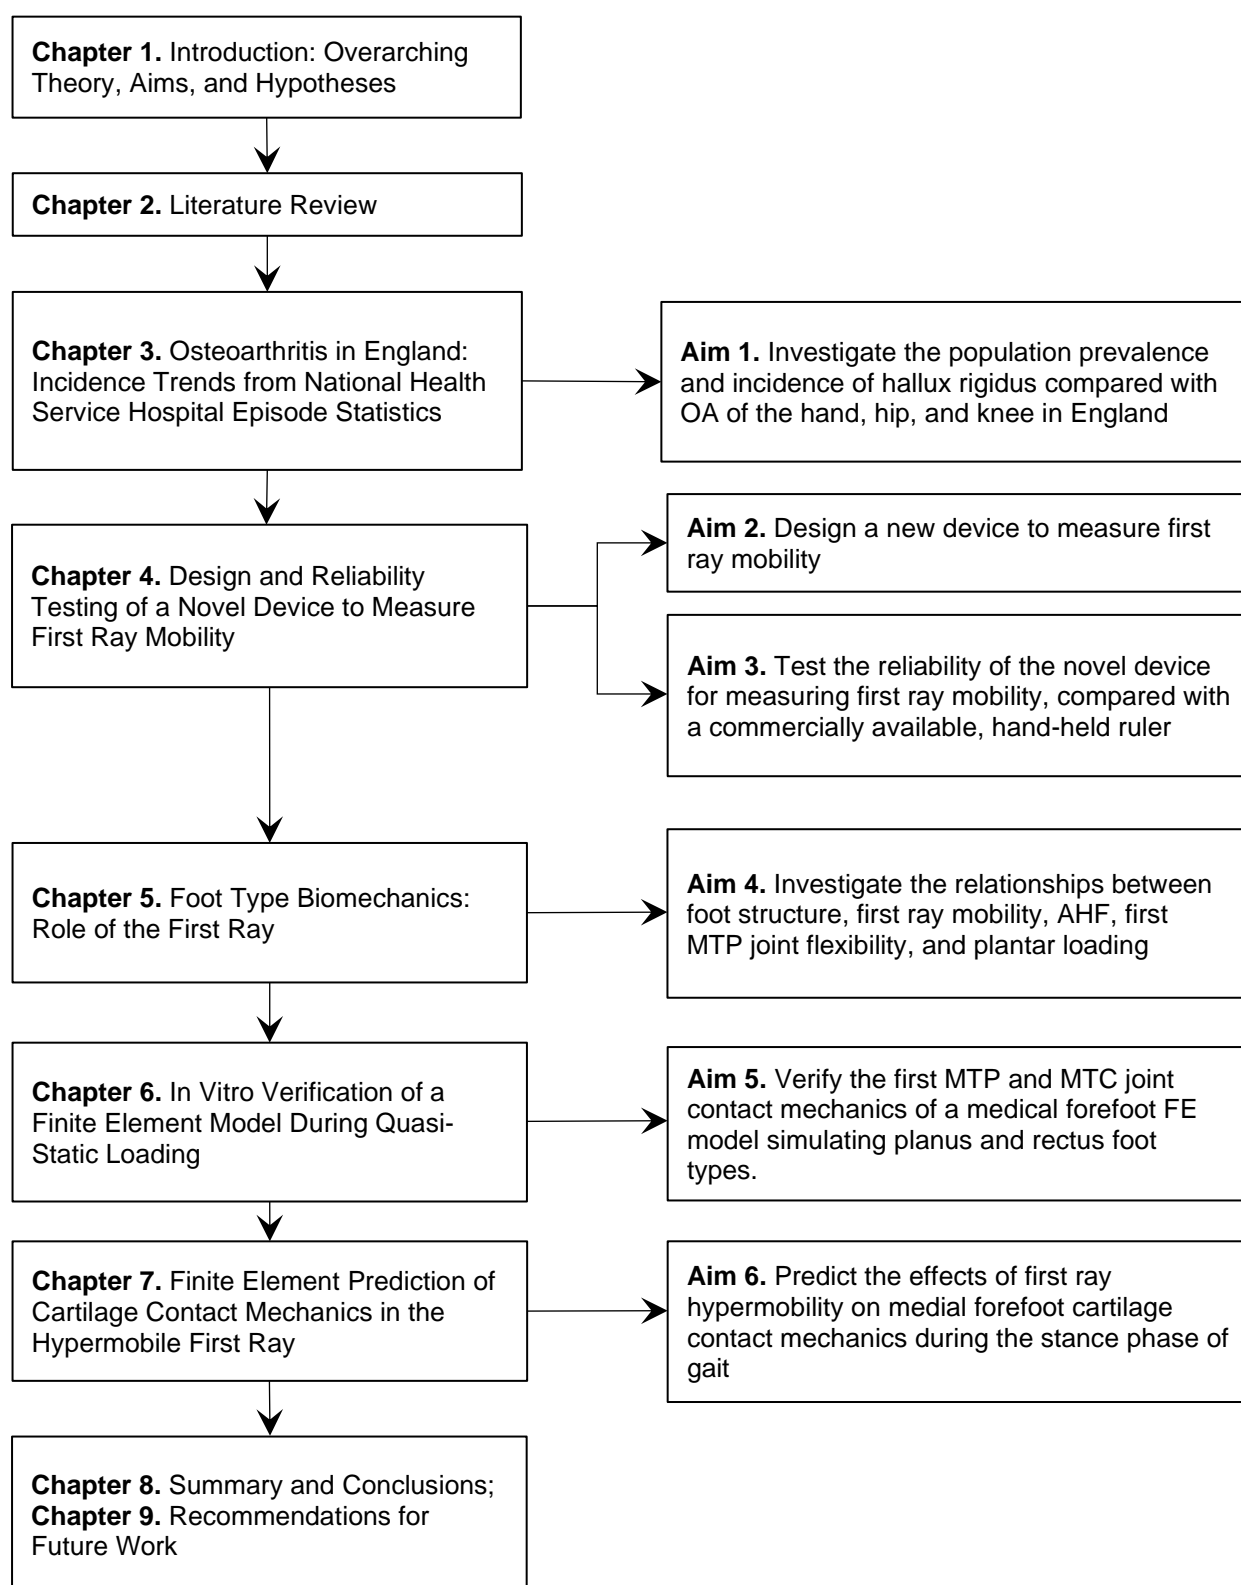 Chapter 1. Introduction: Overarching
Theory, Aims, and Hypotheses
Chapter 2. Literature Review
Chapter 3. Osteoarthritis in England:
Incidence Trends from National Health
Service Hospital Episode Statistics
Aim 1. Investigate the population prevalence
and incidence of hallux rigidus compared with
OA of the hand, hip, and knee in England
Chapter 4. Design and Reliability
Testing of a Novel Device to Measure
First Ray Mobility
Aim 2. Design a new device to measure first
ray mobility
Aim 3. Test the reliability of the novel device
for measuring first ray mobility, compared with
a commercially available, hand-held ruler
Chapter 5. Foot Type Biomechanics:
Role of the First Ray
Aim 4. Investigate the relationships between
foot structure, first ray mobility, AHF, first
MTP joint flexibility, and plantar loading
Chapter 6. In Vitro Verification of a
Finite Element Model During Quasi-
Static Loading
Aim 5. Verify the first MTP and MTC joint
contact mechanics of a medical forefoot FE
model simulating planus and rectus foot
types.
Chapter 7. Finite Element Prediction of
Cartilage Contact Mechanics in the
Hypermobile First Ray
Aim 6. Predict the effects of first ray
hypermobility on medial forefoot cartilage
contact mechanics during the stance phase of
gait
Chapter 8. Summary and Conclusions;
Chapter 9. Recommendations for
Future Work